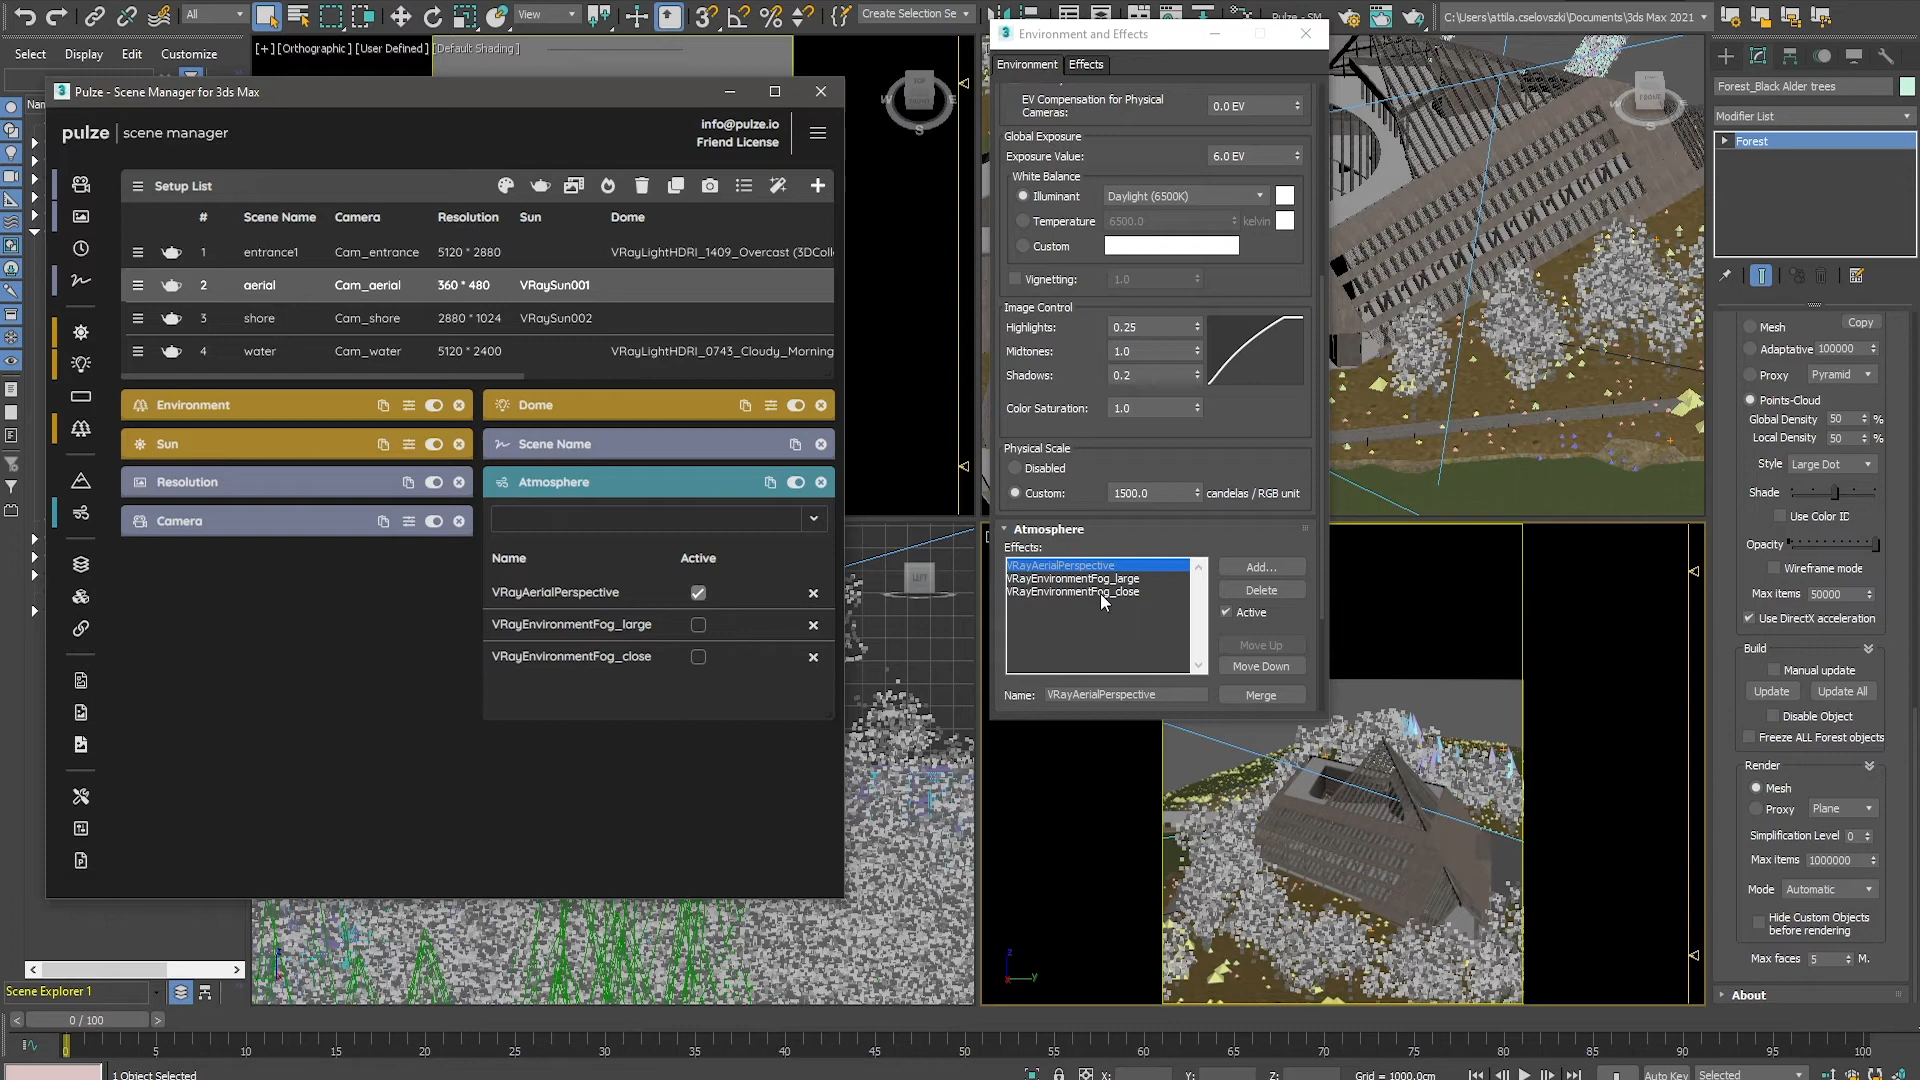 All
View
Create Selection Se
C:\Users\attila.cselovszki\Documents\3ds Max 2021
Select
Display
Edit
Customize
[+] [Orthographic ] [User Defined ] [Default Shading ]
Environment and Effects
Environment
Effects
Pulze - Scene Manager for 3ds Max
pulze | scene manager
info@pulze.io
Friend License
Setup List
# Scene Name Camera Resolution Sun Dome
1 entrance1 Cam_entrance 5120 * 2880 VRayLightHDRI_1409_Overcast (3DColl
2 aerial Cam_aerial 360 * 480 VRaySun001
3 shore Cam_shore 2880 * 1024 VRaySun002
4 water Cam_water 5120 * 2400 VRayLightHDRI_0743_Cloudy_Morning
Environment
Dome
Sun
Scene Name
Resolution
Atmosphere
Camera
Name Active
VRayAerialPerspective
VRayEnvironmentFog_large
VRayEnvironmentFog_close
EV Compensation for Physical
Cameras:
0.0 EV
Global Exposure
Exposure Value: 6.0 EV
White Balance
Illuminant Daylight (6500K)
Temperature 6500.0 kelvin
Custom
Vignetting: 1.0
Image Control
Highlights: 0.25
Midtones: 1.0
Shadows: 0.2
Color Saturation: 1.0
Physical Scale
Disabled
Custom: 1500.0 candelas / RGB unit
Atmosphere
Effects:
VRayAerialPerspective
VRayEnvironmentFog_large
VRayEnvironmentFog_close
Add...
Delete
Active
Move Up
Move Down
Name: VRayAerialPerspective
Merge
Forest_Black Alder trees
Modifier List
Forest
Mesh
Copy
Adaptative 100000
Proxy Pyramid
Points-Cloud
Global Density 50 %
Local Density 50 %
Style Large Dot
Shade
Use Color ID
Opacity
Wireframe mode
Max items 50000
Use DirectX acceleration
Build
Manual update
Update
Update All
Disable Object
Freeze ALL Forest objects
Render
Mesh
Proxy Plane
Simplification Level 0
Max items 1000000
Mode Automatic
Hide Custom Objects
before rendering
Max faces 5 M.
About
Scene Explorer 1
0 / 100
0 5 10 15 20 25 30 35 40 45 50 55 60 65 70 75 80 85 90 95 100
1 Object Selected
X:
Y:
Z:
Grid = 1000.0cm
Auto Key
Selected